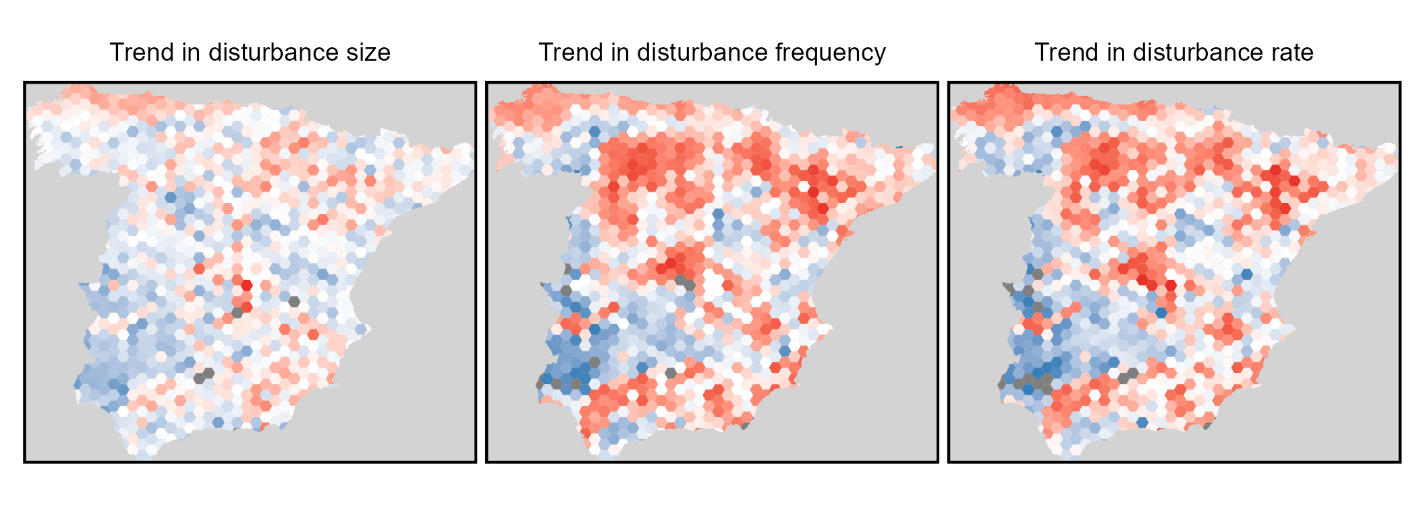 Trend in disturbance size
Trend in disturbance frequency
Trend in disturbance rate